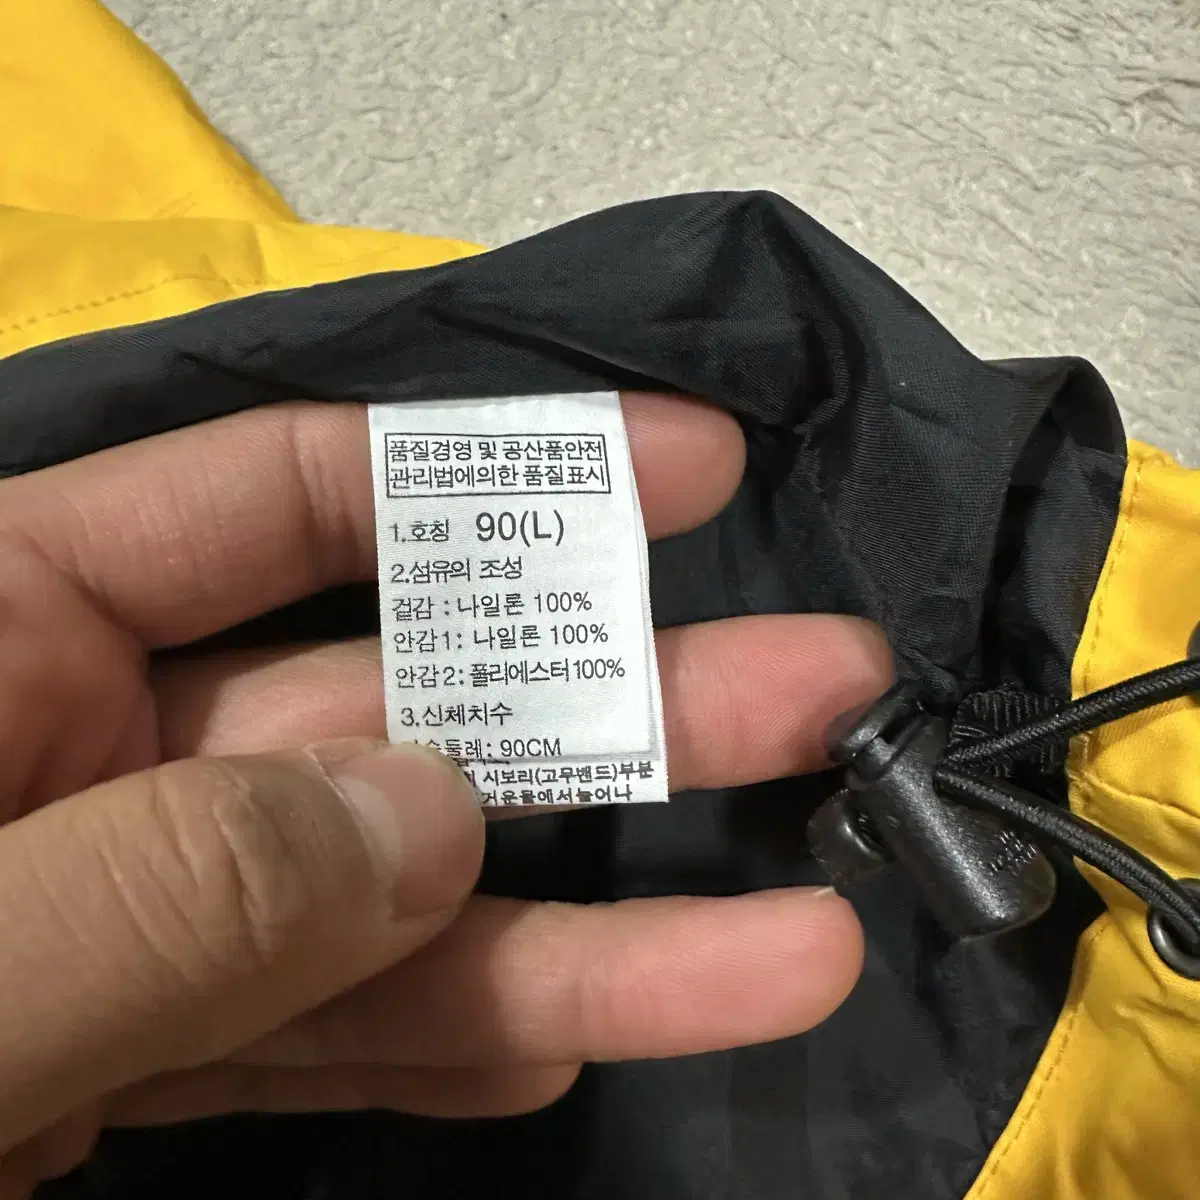 품질경영 및 공산품안전
관리법에의한 품질표시
1.호칭 90(L)
2.섬유의 조성
겉감 : 나일론 100%
안감1: 나일론 100%
안감2: 폴리에스터100%
3.신체치수
90CM
시보리(고무밴드)부분